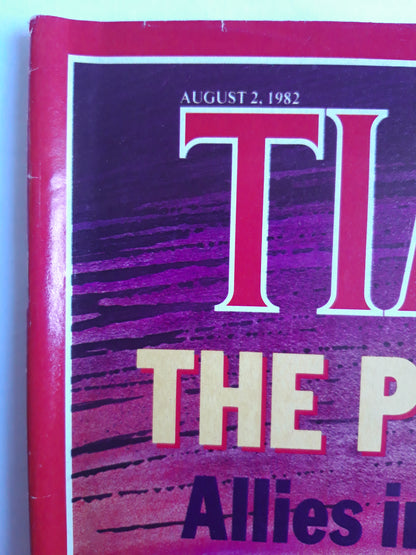 AUGUST 2, 1982
TI
THE P
Allies i